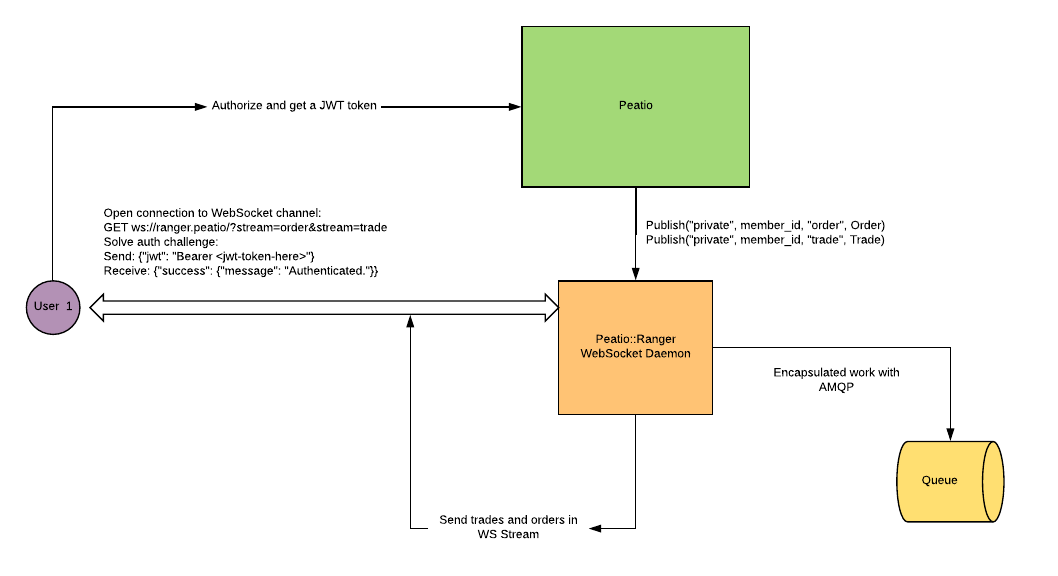 Peatio
Authorize and get a JWT token
Open connection to WebSocket channel:
GET ws://ranger.peatio/?stream=order&stream=trade
Solve auth challenge:
Send: {"jwt": "Bearer <jwt-token-here>"}
Receive: {"success": {"message": "Authenticated."}}
Publish("private", member_id, "order", Order)
Publish("private", member_id, "trade", Trade)
User 1
Peatio::Ranger
WebSocket Daemon
Encapsulated work with
AMQP
Queue
Send trades and orders in
WS Stream